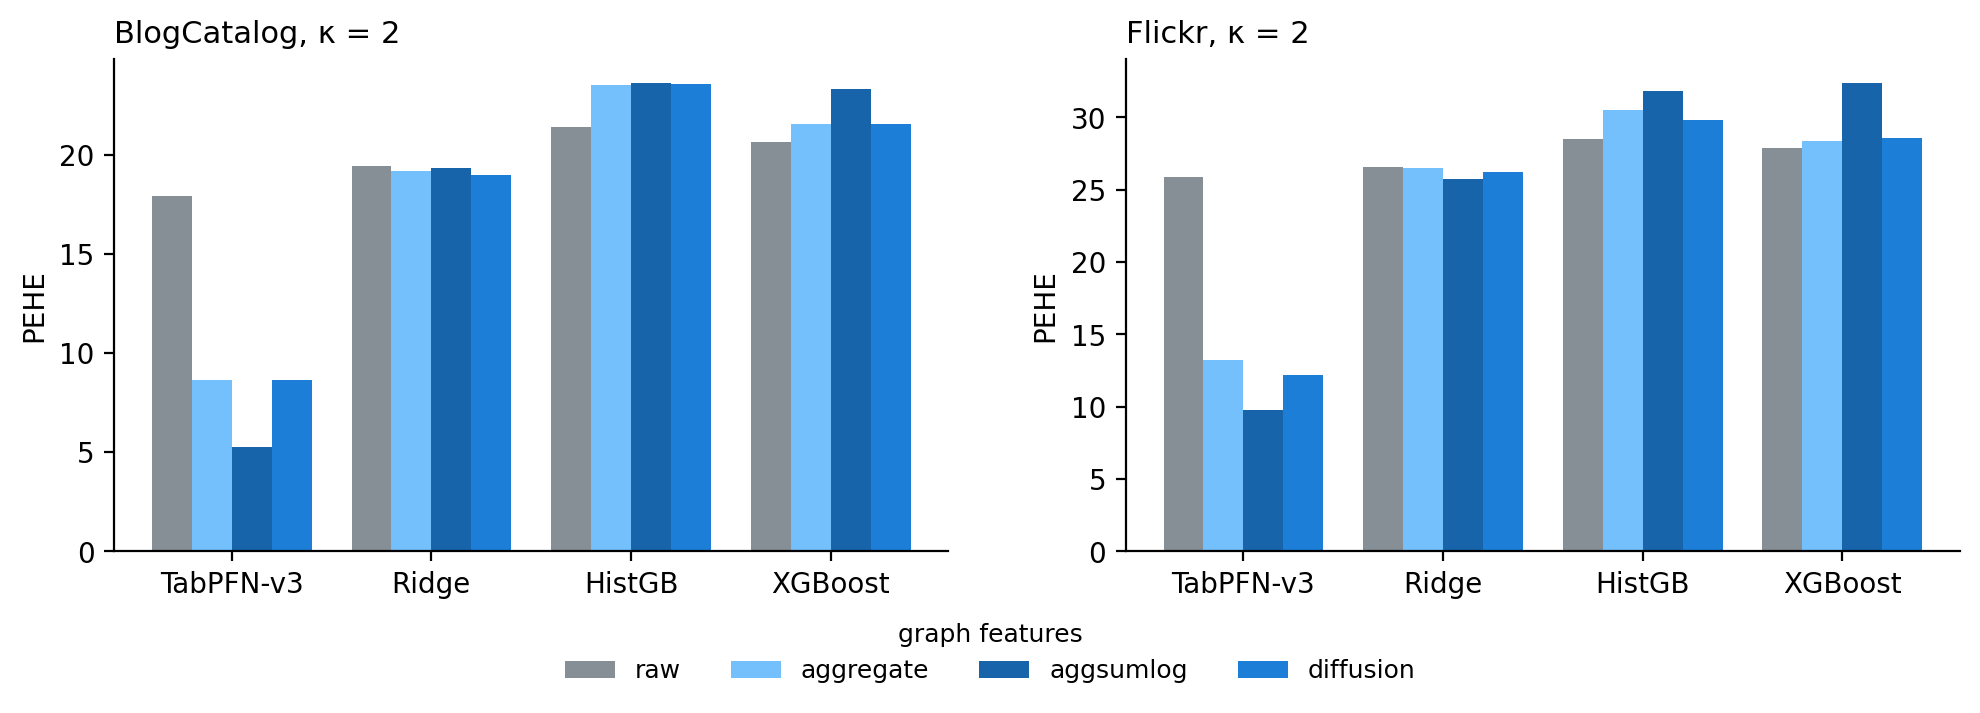 BlogCatalog, κ = 2
PEHE
20
15
10
5
0
TabPFN-v3 Ridge HistGB XGBoost
Flickr, κ = 2
PEHE
30
25
20
15
10
5
0
TabPFN-v3 Ridge HistGB XGBoost
graph features
raw aggregate aggsumlog diffusion